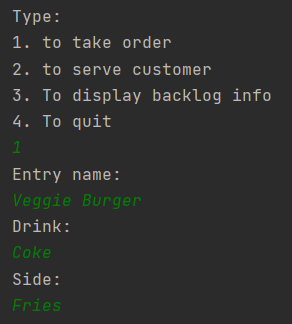 Type:
1. to take order
2. to serve customer
3. To display backlog info
4. To quit
1
Entry name:
Veggie Burger
Drink:
Coke
Side:
Fries